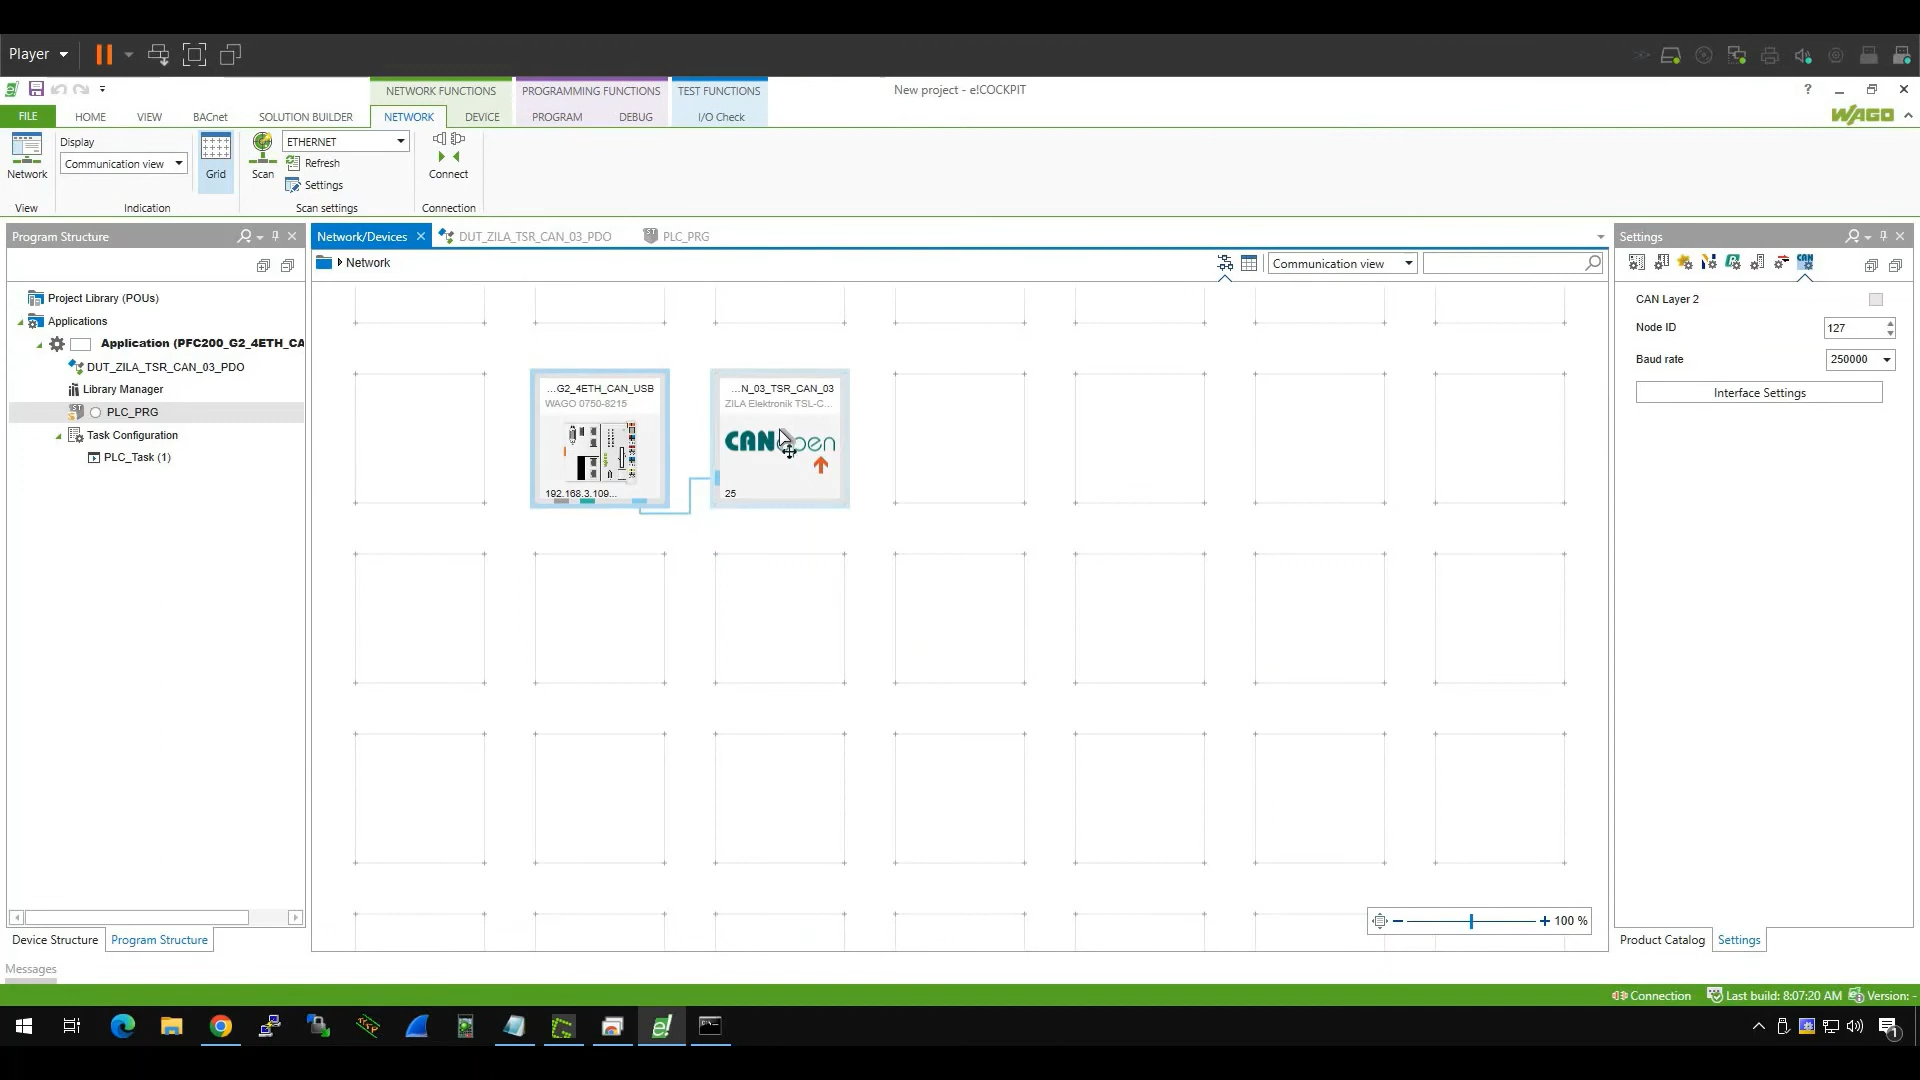 Player
NETWORK FUNCTIONS
PROGRAMMING FUNCTIONS
TEST FUNCTIONS
New project - e!COCKPIT
?
FILE
HOME
VIEW
BACnet
SOLUTION BUILDER
NETWORK
DEVICE
PROGRAM
DEBUG
I/O Check
WAGO
Network
Display
Communication view
Grid
Scan
ETHERNET
Refresh
Settings
Connect
View
Indication
Scan settings
Connection
Program Structure
Project Library (POUs)
Applications
Application (PFC200_G2_4ETH_CA
DUT_ZILA_TSR_CAN_03_PDO
Library Manager
PLC_PRG
Task Configuration
PLC_Task (1)
Device Structure
Program Structure
Network/Devices
DUT_ZILA_TSR_CAN_03_PDO
PLC_PRG
Network
Communication view
...G2_4ETH_CAN_USB
WAGO 0750-8215
192.168.3.109...
...N_03_TSR_CAN_03
ZILA Elektronik TSL-C...
CANopen
25
100 %
Settings
CAN
CAN Layer 2
Node ID
127
Baud rate
250000
Interface Settings
Product Catalog
Settings
Messages
Connection
Last build: 8:07:20 AM
Version: -
e!
1